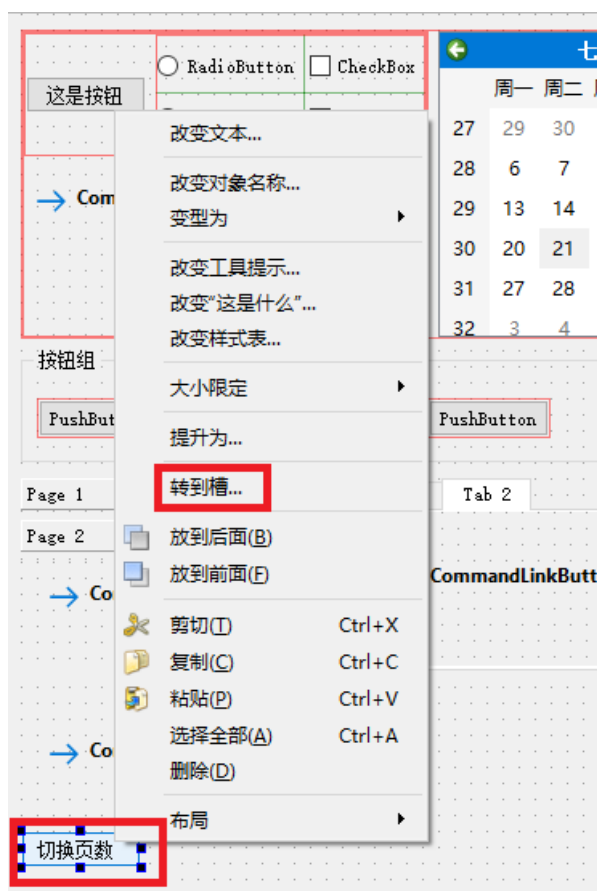 RadioButton
CheckBox
这是按钮
七
周一 周二
27 29 30
28 6 7
29 13 14
30 20 21
31 27 28
32 3 4
Com
改变文本...
改变对象名称...
变型为
改变工具提示...
改变“这是什么”...
改变样式表...
大小限定
提升为...
转到槽...
放到后面(B)
放到前面(F)
剪切(T) Ctrl+X
复制(C) Ctrl+C
粘贴(P) Ctrl+V
选择全部(A) Ctrl+A
删除(D)
布局
按钮组
PushBut
PushButton
Page 1
Tab 2
Page 2
CommandLinkButt
Co
Co
切换页数